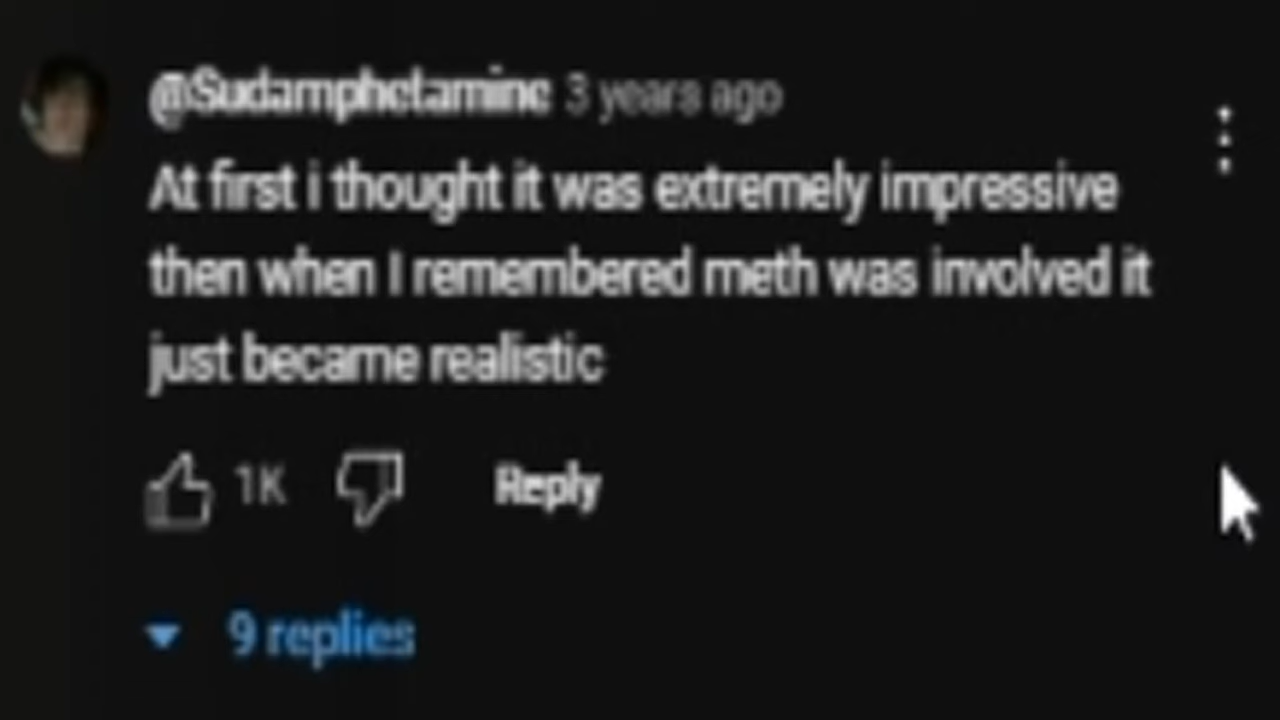 @Sudamphetamine 3 years ago
At first i thought it was extremely impressive
then when I remembered meth was involved it
just became realistic
1K Reply
9 replies